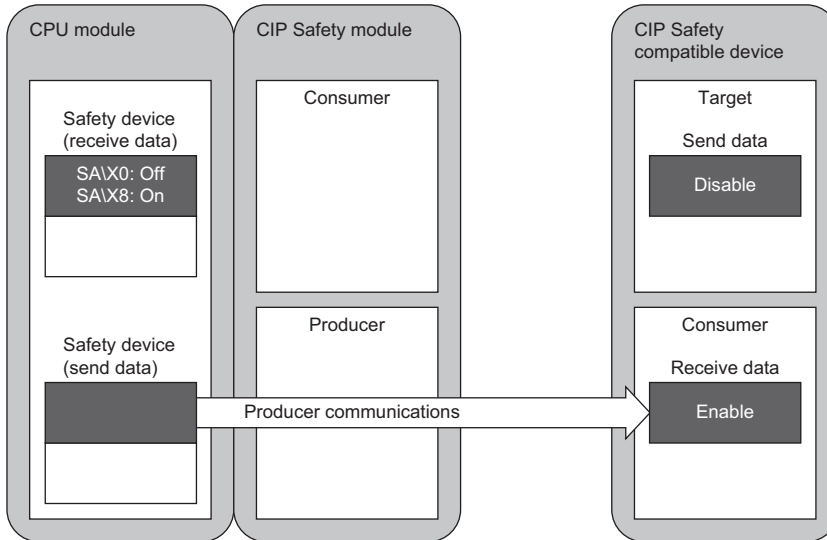 CPU module
Safety device
(receive data)
SA\X0: Off
SA\X8: On
Safety device
(send data)
CIP Safety module
Consumer
Producer
Producer communications
CIP Safety
compatible device
Target
Send data
Disable
Consumer
Receive data
Enable